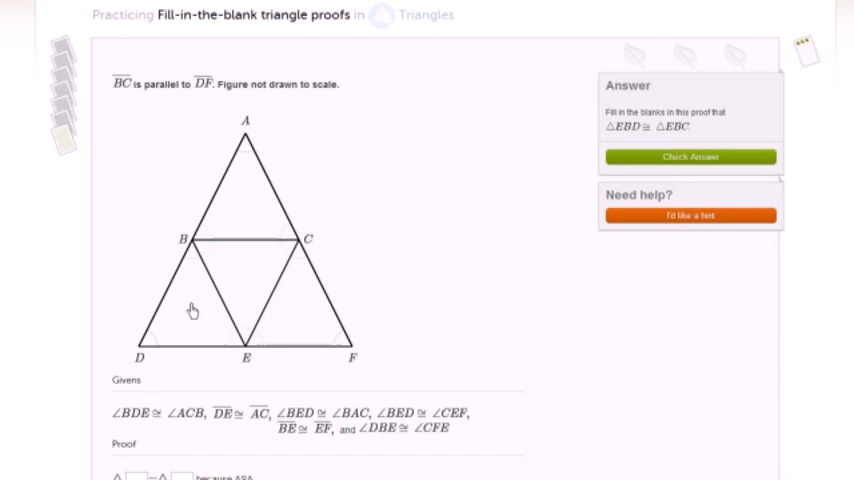 Practicing Fill-in-the-blank triangle proofs in Triangles
BC is parallel to DF. Figure not drawn to scale.
A
B
C
D
E
F
Givens
∠BDE ≅ ∠ACB, DE ≅ AC, ∠BED ≅ ∠BAC, ∠BED ≅ ∠CEF,
BE ≅ EF, and ∠DBE ≅ ∠CFE
Proof
△ ≅ △ because ASA
Answer
Fill in the blanks in this proof that
△EBD ≅ △EBC.
Check Answer
Need help?
I'd like a hint